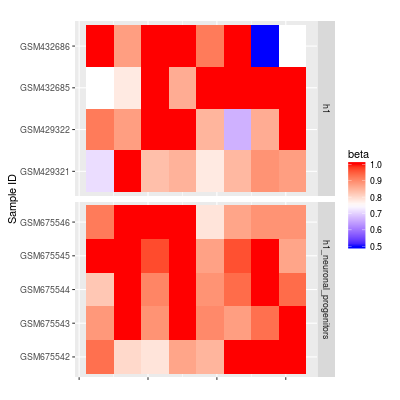 Sample ID
GSM432686
GSM432685
GSM429322
GSM429321
h1
GSM675546
GSM675545
GSM675544
GSM675543
GSM675542
h1_neuronal_progenitors
beta
1.0
0.9
0.8
0.7
0.6
0.5